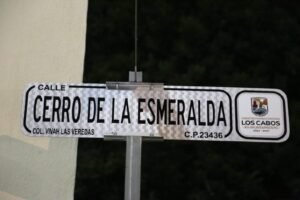 CALLE
CERRO DE LA ESMERALDA
COL. VIVAH LAS VEREDAS
C.P.23436
LOS CABOS